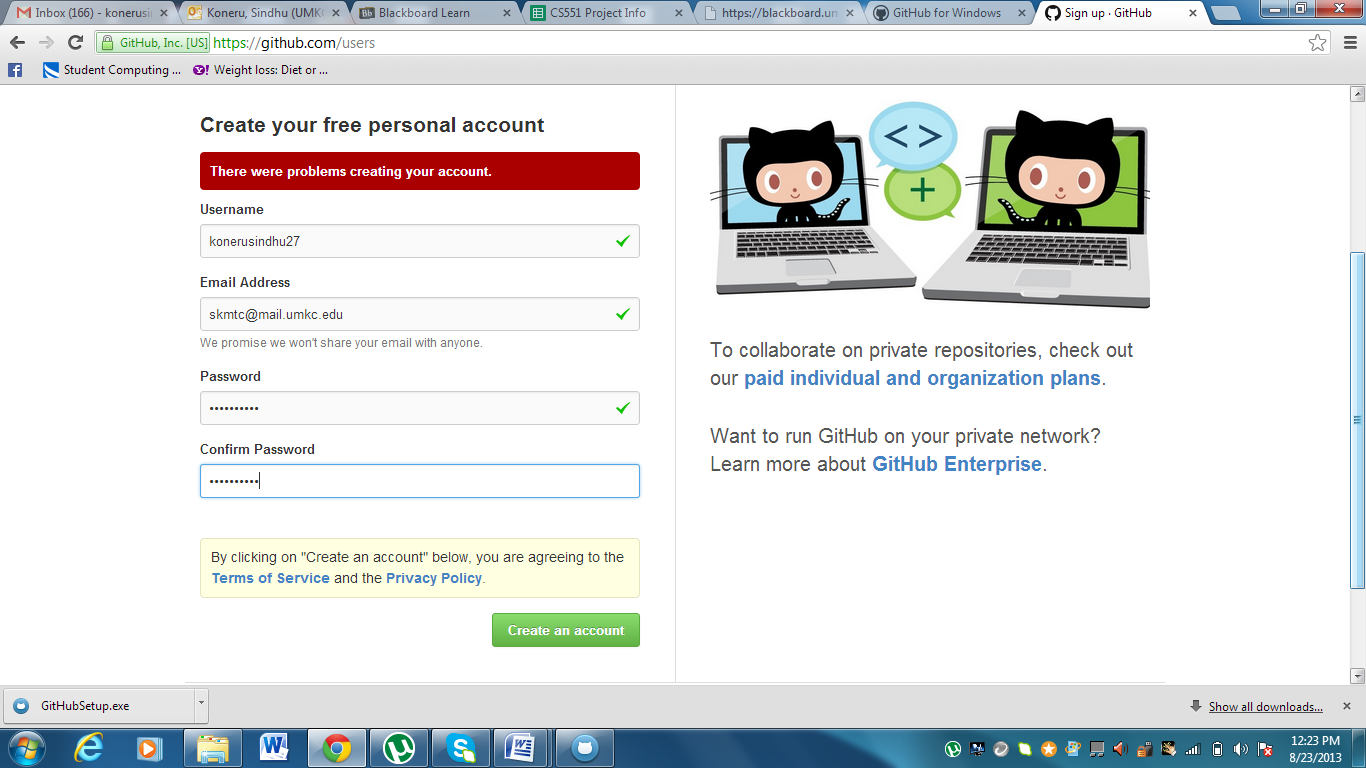 Inbox (166) - konerusin
Koneru, Sindhu (UMK
Blackboard Learn
CS551 Project Info
https://blackboard.um
GitHub for Windows
Sign up · GitHub
GitHub, Inc. [US] https://github.com/users
Student Computing ...
Weight loss: Diet or ...
Create your free personal account
There were problems creating your account.
Username
konerusindhu27
Email Address
skmtc@mail.umkc.edu
We promise we won't share your email with anyone.
Password
Confirm Password
By clicking on "Create an account" below, you are agreeing to the
Terms of Service and the Privacy Policy.
Create an account
< >
+
To collaborate on private repositories, check out
our paid individual and organization plans.
Want to run GitHub on your private network?
Learn more about GitHub Enterprise.
GitHubSetup.exe
Show all downloads...
12:23 PM
8/23/2013